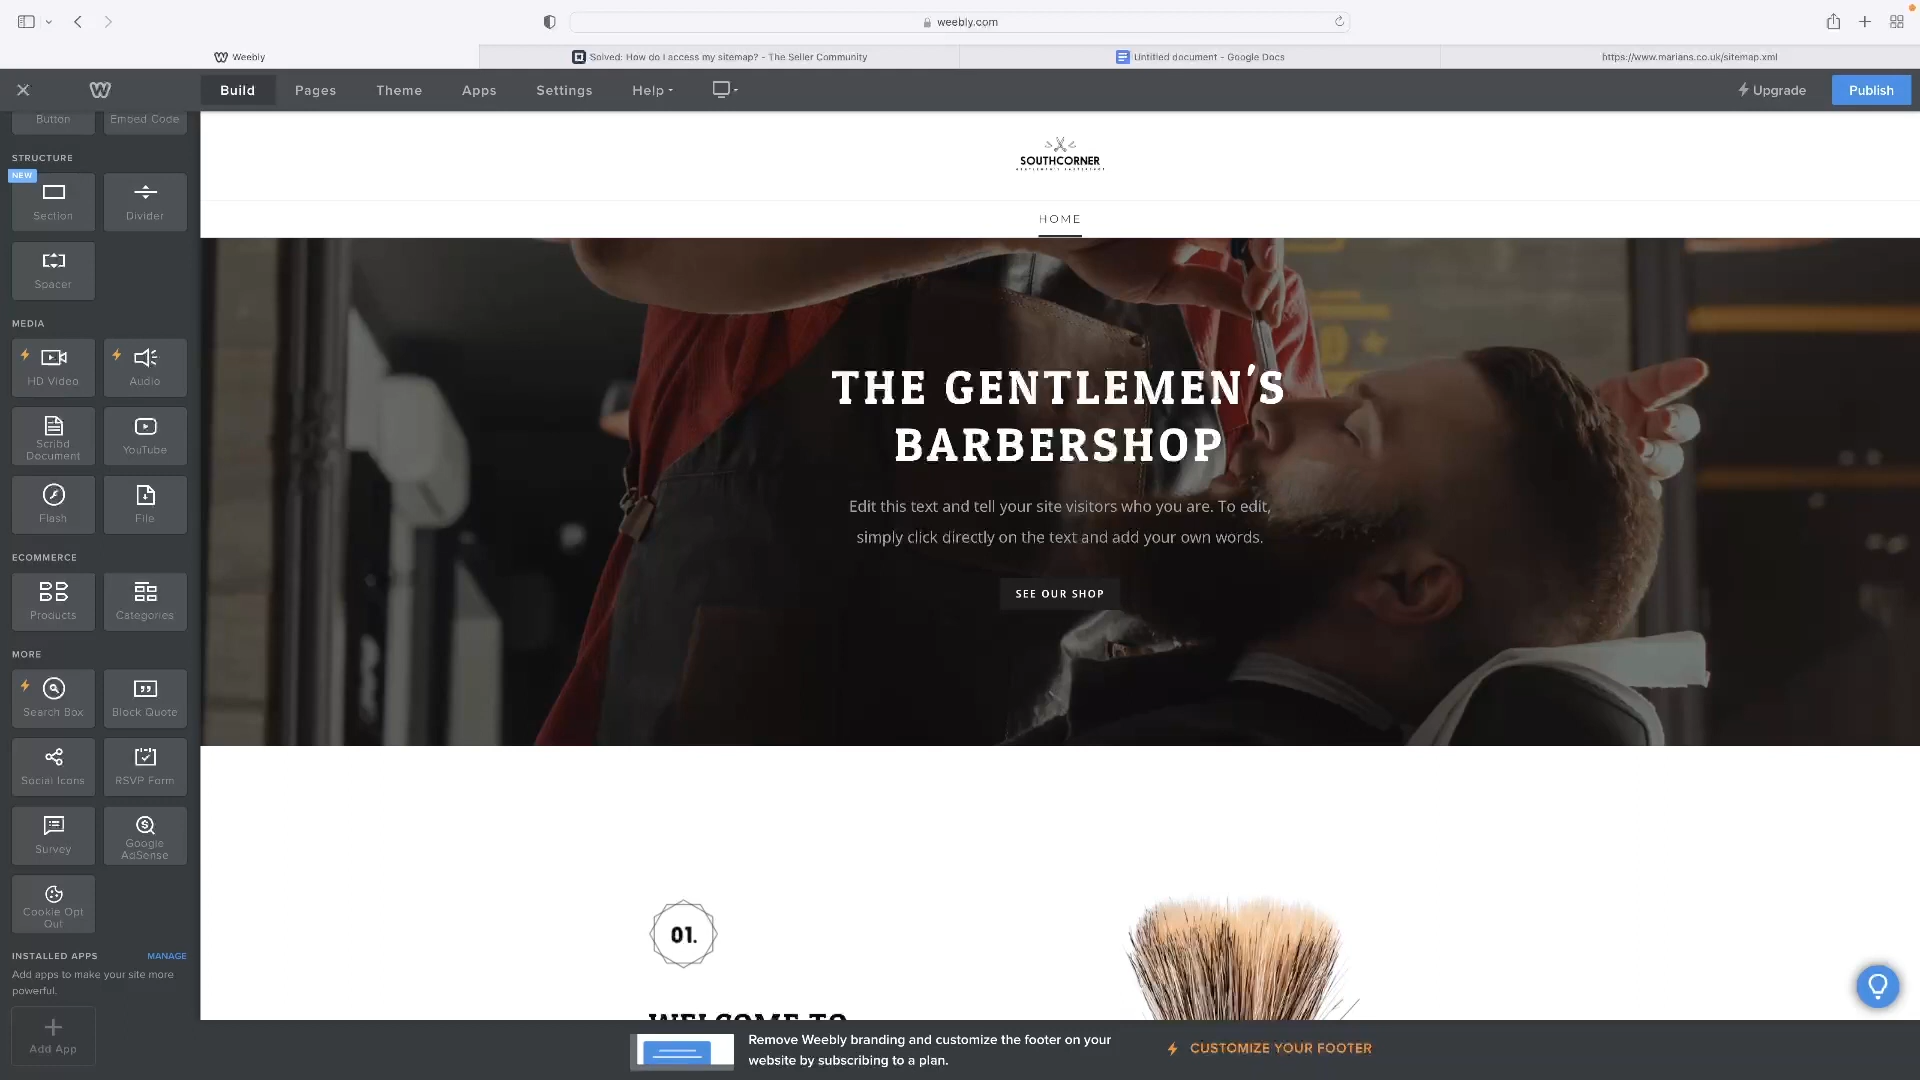 weebly.com
Weebly
Solved: How do I access my sitemap? - The Seller Community
Untitled document - Google Docs
https://www.marians.co.uk/sitemap.xml
Build
Pages
Theme
Apps
Settings
Help
Upgrade
Publish
Button
Embed Code
STRUCTURE
NEW
Section
Divider
Spacer
MEDIA
HD Video
Audio
Scribd
Document
YouTube
Flash
File
ECOMMERCE
Products
Categories
MORE
Search Box
Block Quote
Social Icons
RSVP Form
Survey
Google
AdSense
Cookie Opt
Out
INSTALLED APPS
MANAGE
Add apps to make your site more
powerful.
Add App
SOUTHCORNER
HOME
THE GENTLEMEN'S
BARBERSHOP
Edit this text and tell your site visitors who you are. To edit,
simply click directly on the text and add your own words.
SEE OUR SHOP
01.
WELCOME TO
Remove Weebly branding and customize the footer on your
website by subscribing to a plan.
CUSTOMIZE YOUR FOOTER